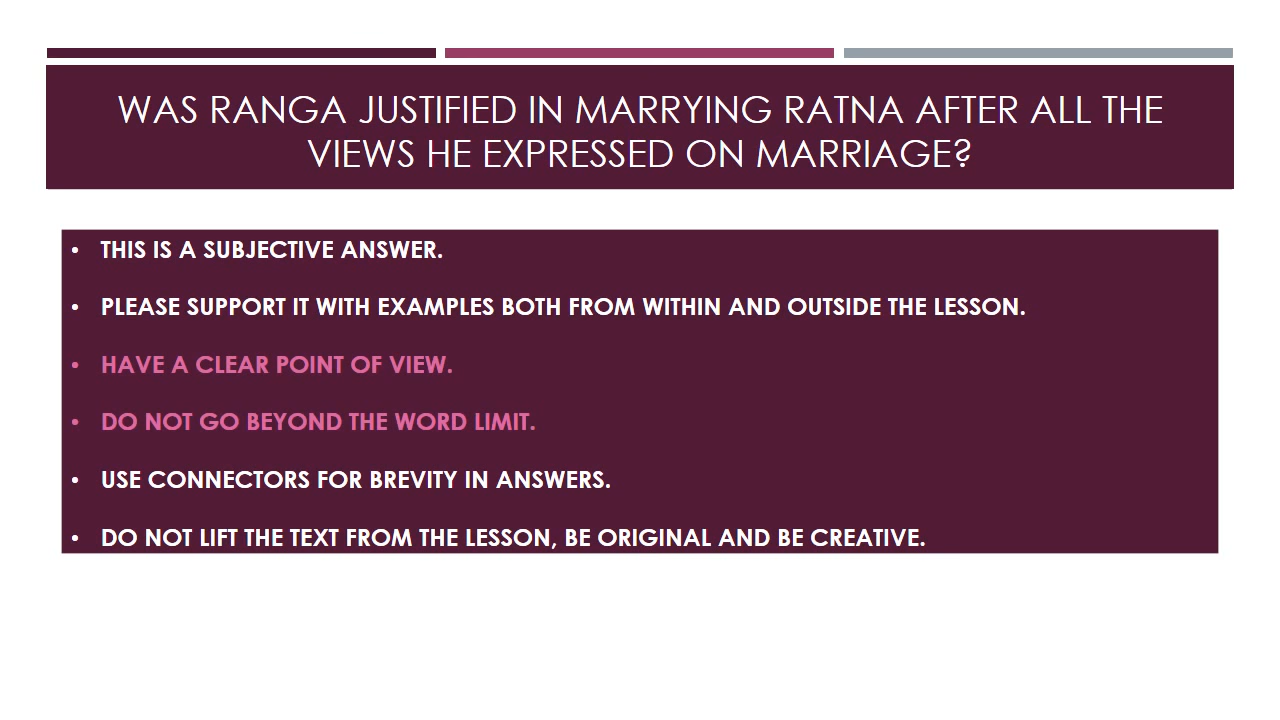 WAS RANGA JUSTIFIED IN MARRYING RATNA AFTER ALL THE
VIEWS HE EXPRESSED ON MARRIAGE?
• THIS IS A SUBJECTIVE ANSWER.
• PLEASE SUPPORT IT WITH EXAMPLES BOTH FROM WITHIN AND OUTSIDE THE LESSON.
• HAVE A CLEAR POINT OF VIEW.
• DO NOT GO BEYOND THE WORD LIMIT.
• USE CONNECTORS FOR BREVITY IN ANSWERS.
• DO NOT LIFT THE TEXT FROM THE LESSON, BE ORIGINAL AND BE CREATIVE.